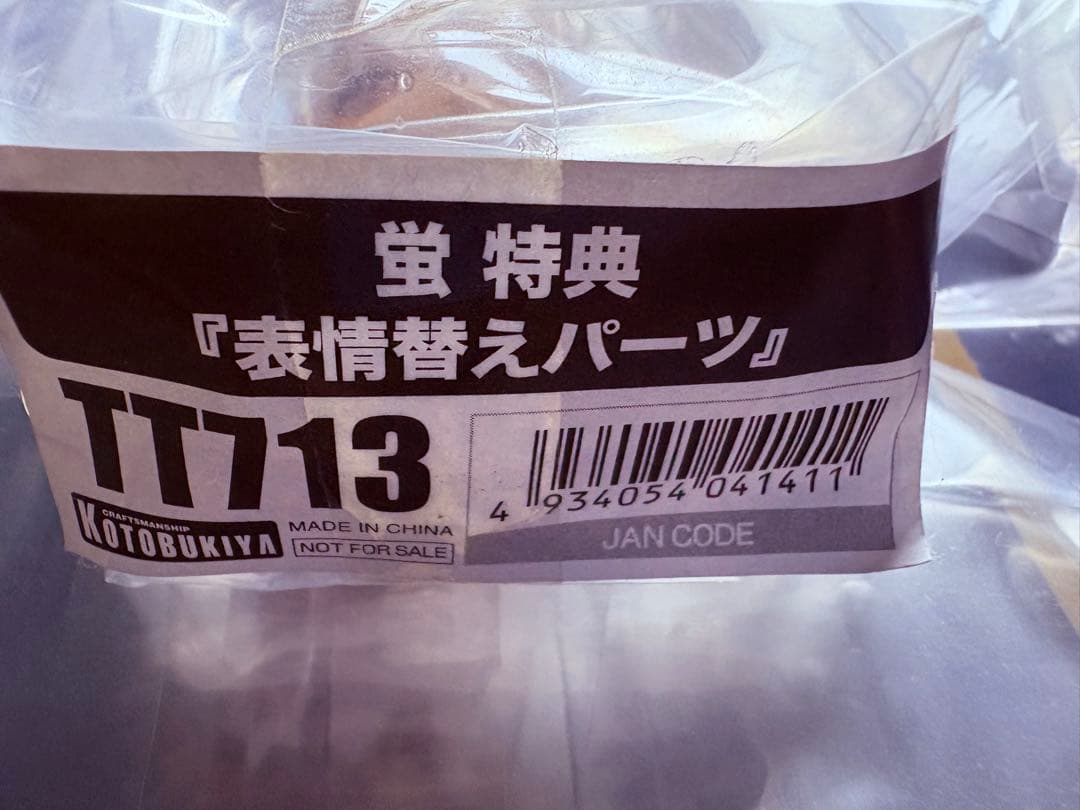 蛍 特典
『表情替えパーツ』
TT713
CRAFTSMANSHIP
KOTOBUKIYA
MADE IN CHINA
NOT FOR SALE
4 934054 041411
JAN CODE